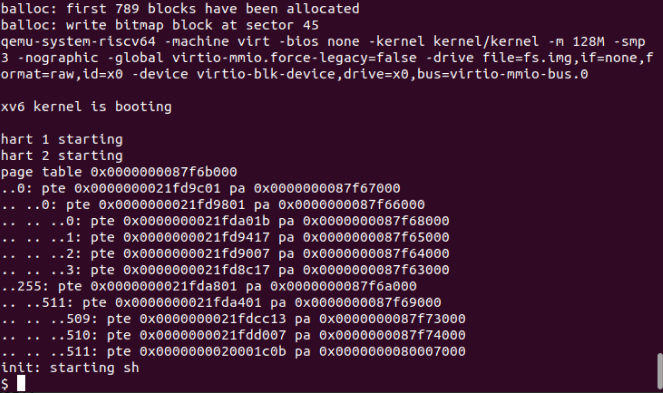 balloc: first 789 blocks have been allocated
balloc: write bitmap block at sector 45
qemu-system-riscv64 -machine virt -bios none -kernel kernel/kernel -m 128M -smp
3 -nographic -global virtio-mmio.force-legacy=false -drive file=fs.img,if=none,f
ormat=raw,id=x0 -device virtio-blk-device,drive=x0,bus=virtio-mmio-bus.0
xv6 kernel is booting
hart 1 starting
hart 2 starting
page table 0x0000000087f6b000
..0: pte 0x0000000021fd9c01 pa 0x0000000087f67000
.. ..0: pte 0x0000000021fd9801 pa 0x0000000087f66000
.. .. ..0: pte 0x0000000021fda01b pa 0x0000000087f68000
.. .. ..1: pte 0x0000000021fd9417 pa 0x0000000087f65000
.. .. ..2: pte 0x0000000021fd9007 pa 0x0000000087f64000
.. .. ..3: pte 0x0000000021fd8c17 pa 0x0000000087f63000
..255: pte 0x0000000021fda801 pa 0x0000000087f6a000
.. ..511: pte 0x0000000021fda401 pa 0x0000000087f69000
.. .. ..509: pte 0x0000000021fdcc13 pa 0x0000000087f73000
.. .. ..510: pte 0x0000000021fdd007 pa 0x0000000087f74000
.. .. ..511: pte 0x0000000020001c0b pa 0x0000000080007000
init: starting sh
$